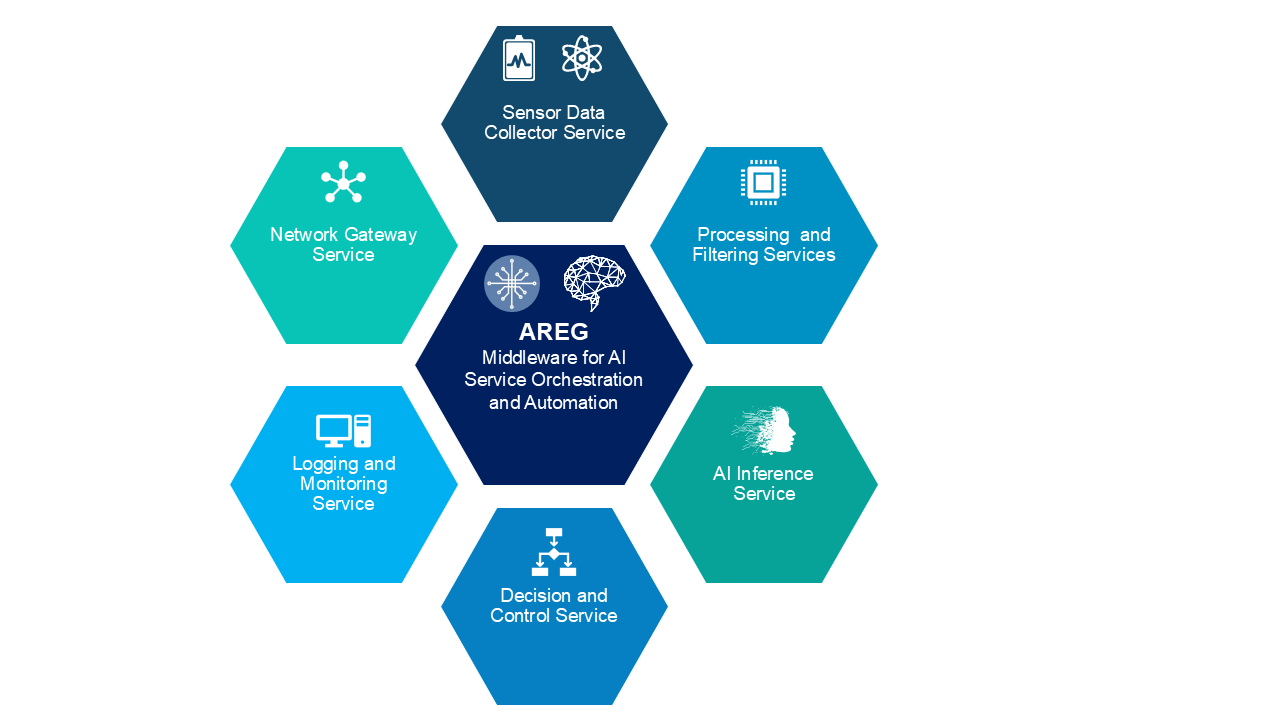 Sensor Data
Collector Service
Network Gateway
Service
Processing  and
Filtering Services
AREG
Middleware for AI
Service Orchestration
and Automation
Logging and
Monitoring
Service
AI Inference
Service
Decision and
Control Service